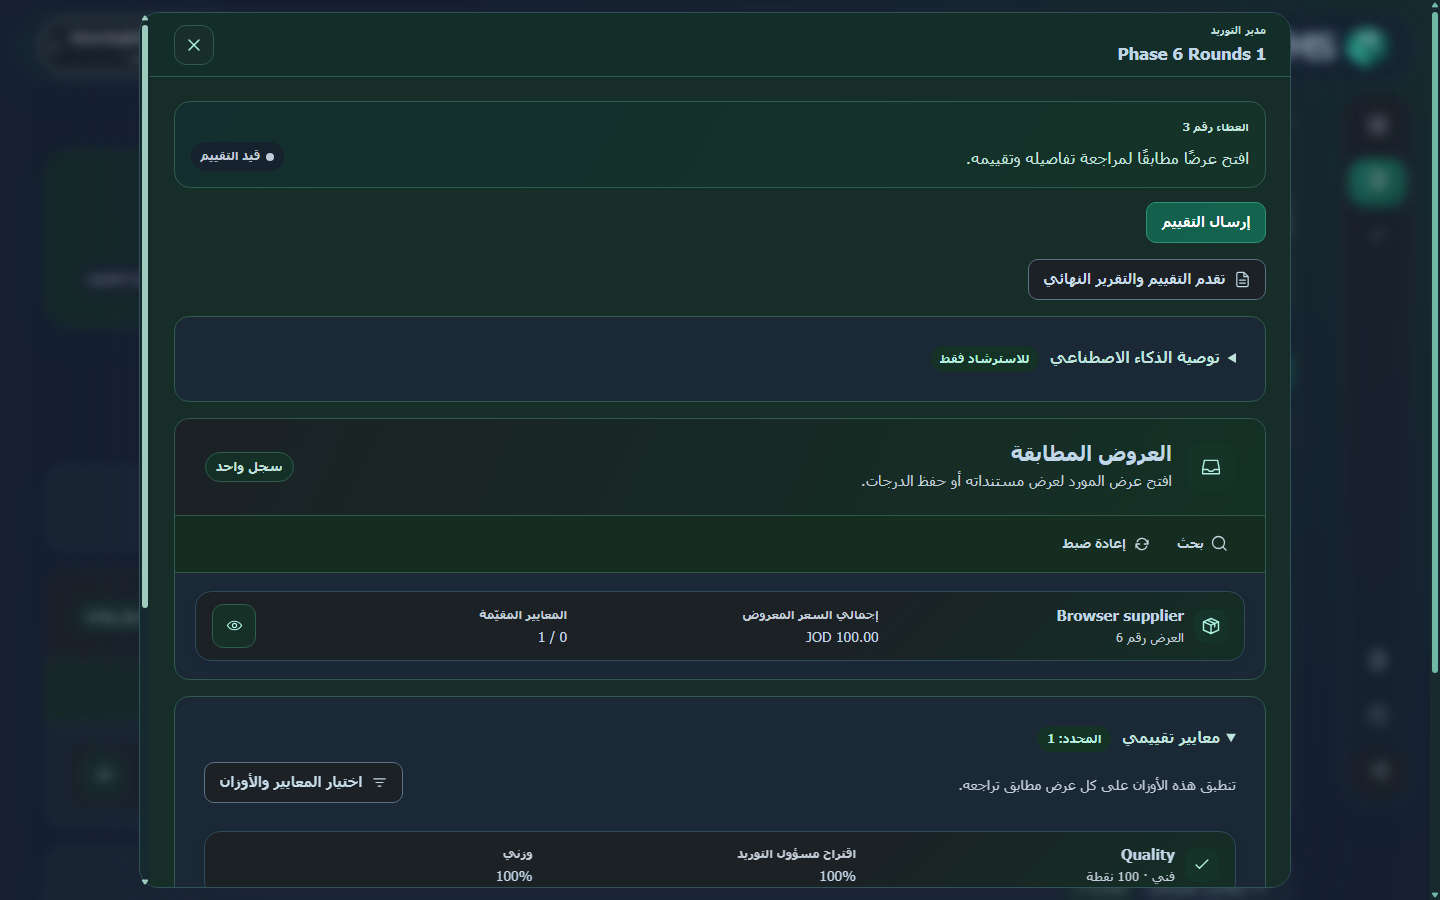 مدير التوريد
Phase 6 Rounds 1
العطاء رقم 3
افتح عرضًا مطابقًا لمراجعة تفاصيله وتقييمه.
قيد التقييم
إرسال التقييم
تقدم التقييم والتقرير النهائي
توصية الذكاء الاصطناعي
للاسترشاد فقط
العروض المطابقة
افتح عرض المورد لعرض مستنداته أو حفظ الدرجات.
سجل واحد
بحث
إعادة ضبط
Browser supplier
العرض رقم 6
إجمالي السعر المعروض
JOD 100.00
المعايير المقيّمة
1 / 0
معايير تقييمي
المحدد: 1
تنطبق هذه الأوزان على كل عرض مطابق تراجعه.
اختيار المعايير والأوزان
Quality
فني · 100 نقطة
اقتراح مسؤول التوريد
100%
وزني
100%